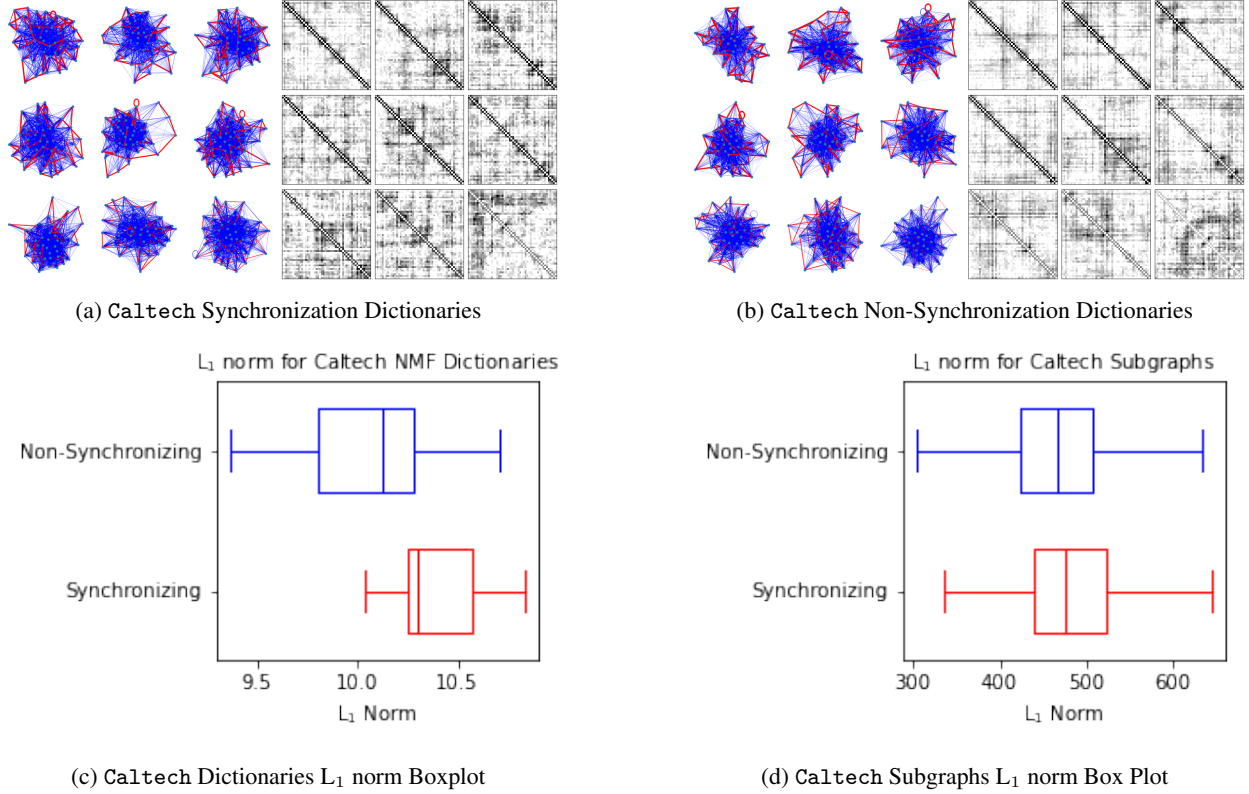 (a) Caltech Synchronization Dictionaries
(b) Caltech Non-Synchronization Dictionaries
L₁ norm for Caltech NMF Dictionaries
Non-Synchronizing
Synchronizing
9.5 10.0 10.5
L₁ Norm
L₁ norm for Caltech Subgraphs
Non-Synchronizing
Synchronizing
300 400 500 600
L₁ Norm
(c) Caltech Dictionaries L₁ norm Boxplot
(d) Caltech Subgraphs L₁ norm Box Plot